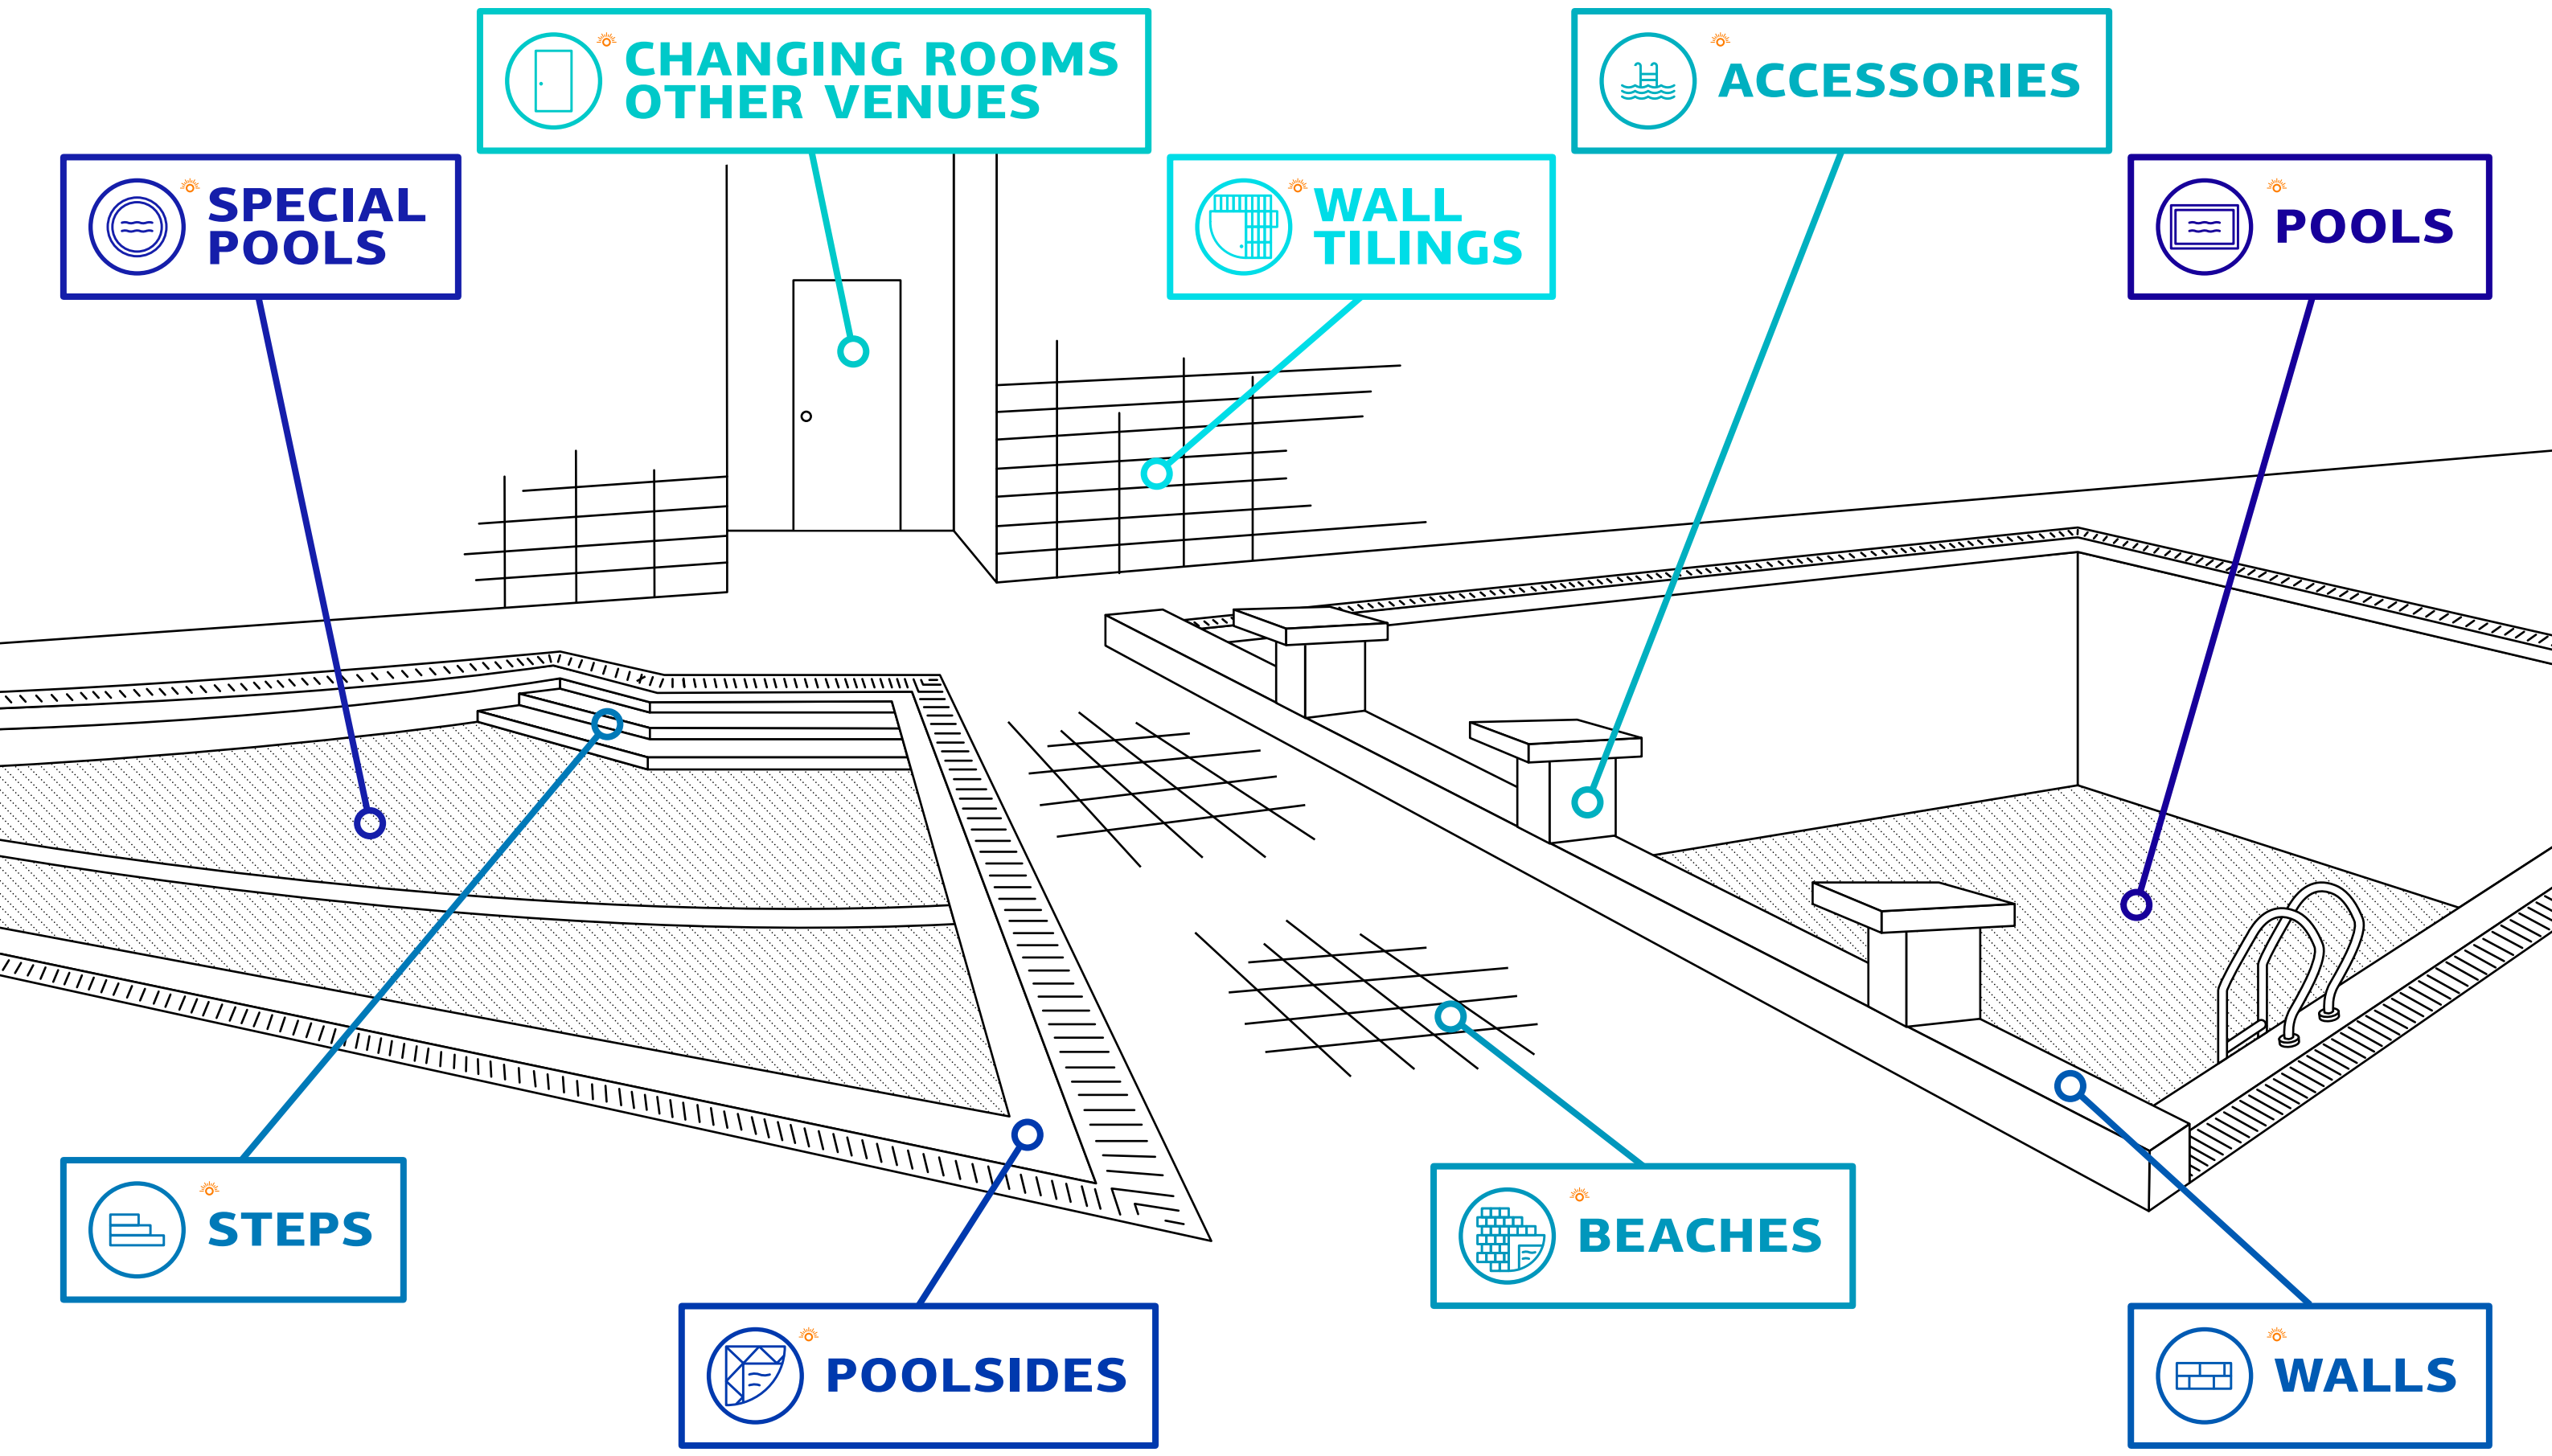 CHANGING ROOMS
OTHER VENUES
ACCESSORIES
SPECIAL
POOLS
WALL
TILINGS
POOLS
STEPS
BEACHES
POOLSIDES
WALLS